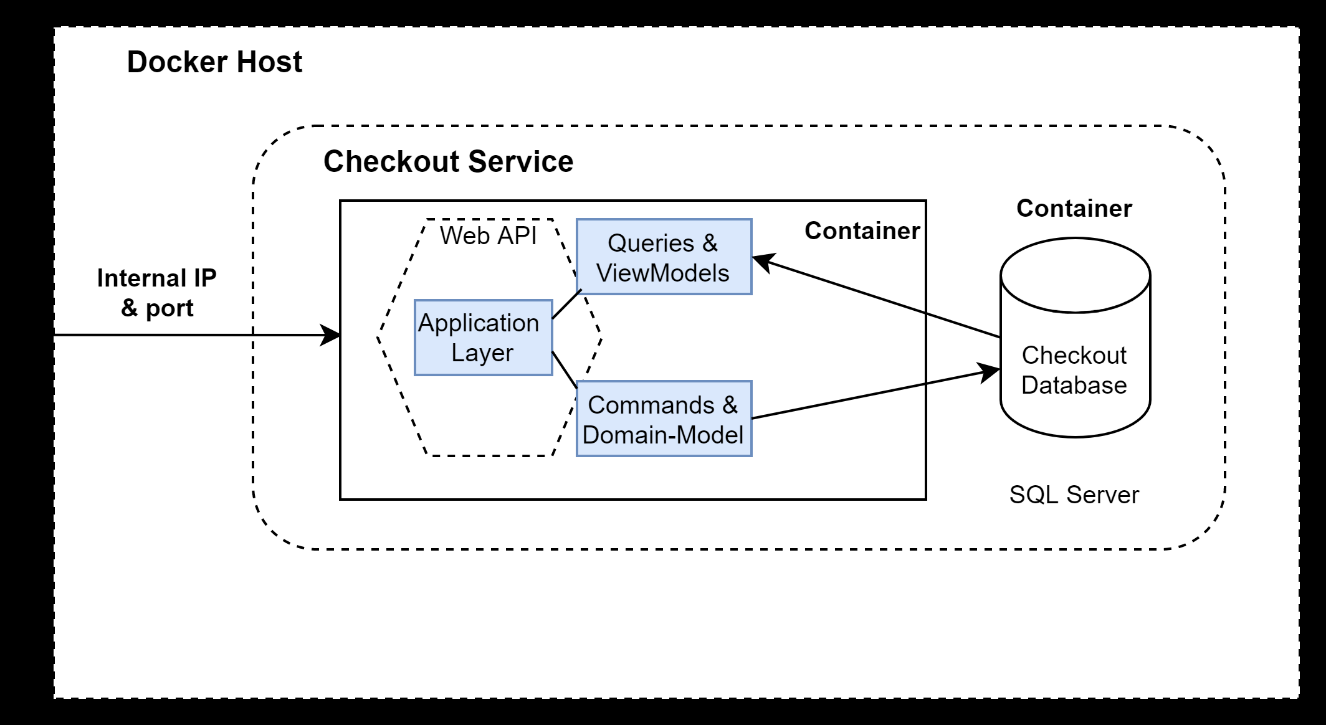 Docker Host
Checkout Service
Container
Web API
Queries &
ViewModels
Container
Internal IP
& port
Application
Layer
Checkout
Database
Commands &
Domain-Model
SQL Server